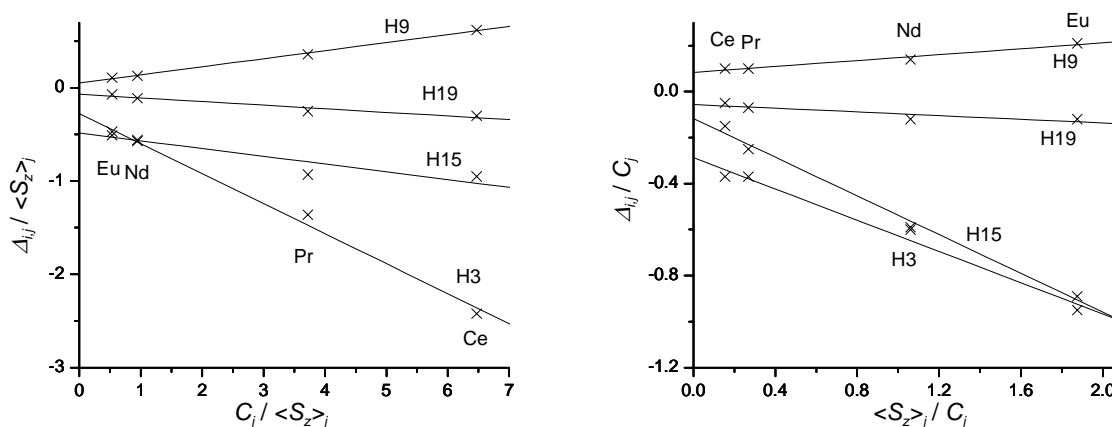 H9
0
H19
Eu
Nd
H15
-1
Δi,j / <Sz>j
Pr
-2
H3
Ce
-3
0 1 2 3 4 5 6 7
Cj / <Sz>j
Ce Pr
Nd
Eu
H9
0.0
H19
-0.4
Δi,j / Cj
H15
H3
-0.8
-1.2
0.0 0.4 0.8 1.2 1.6 2.0
<Sz>j / Cj